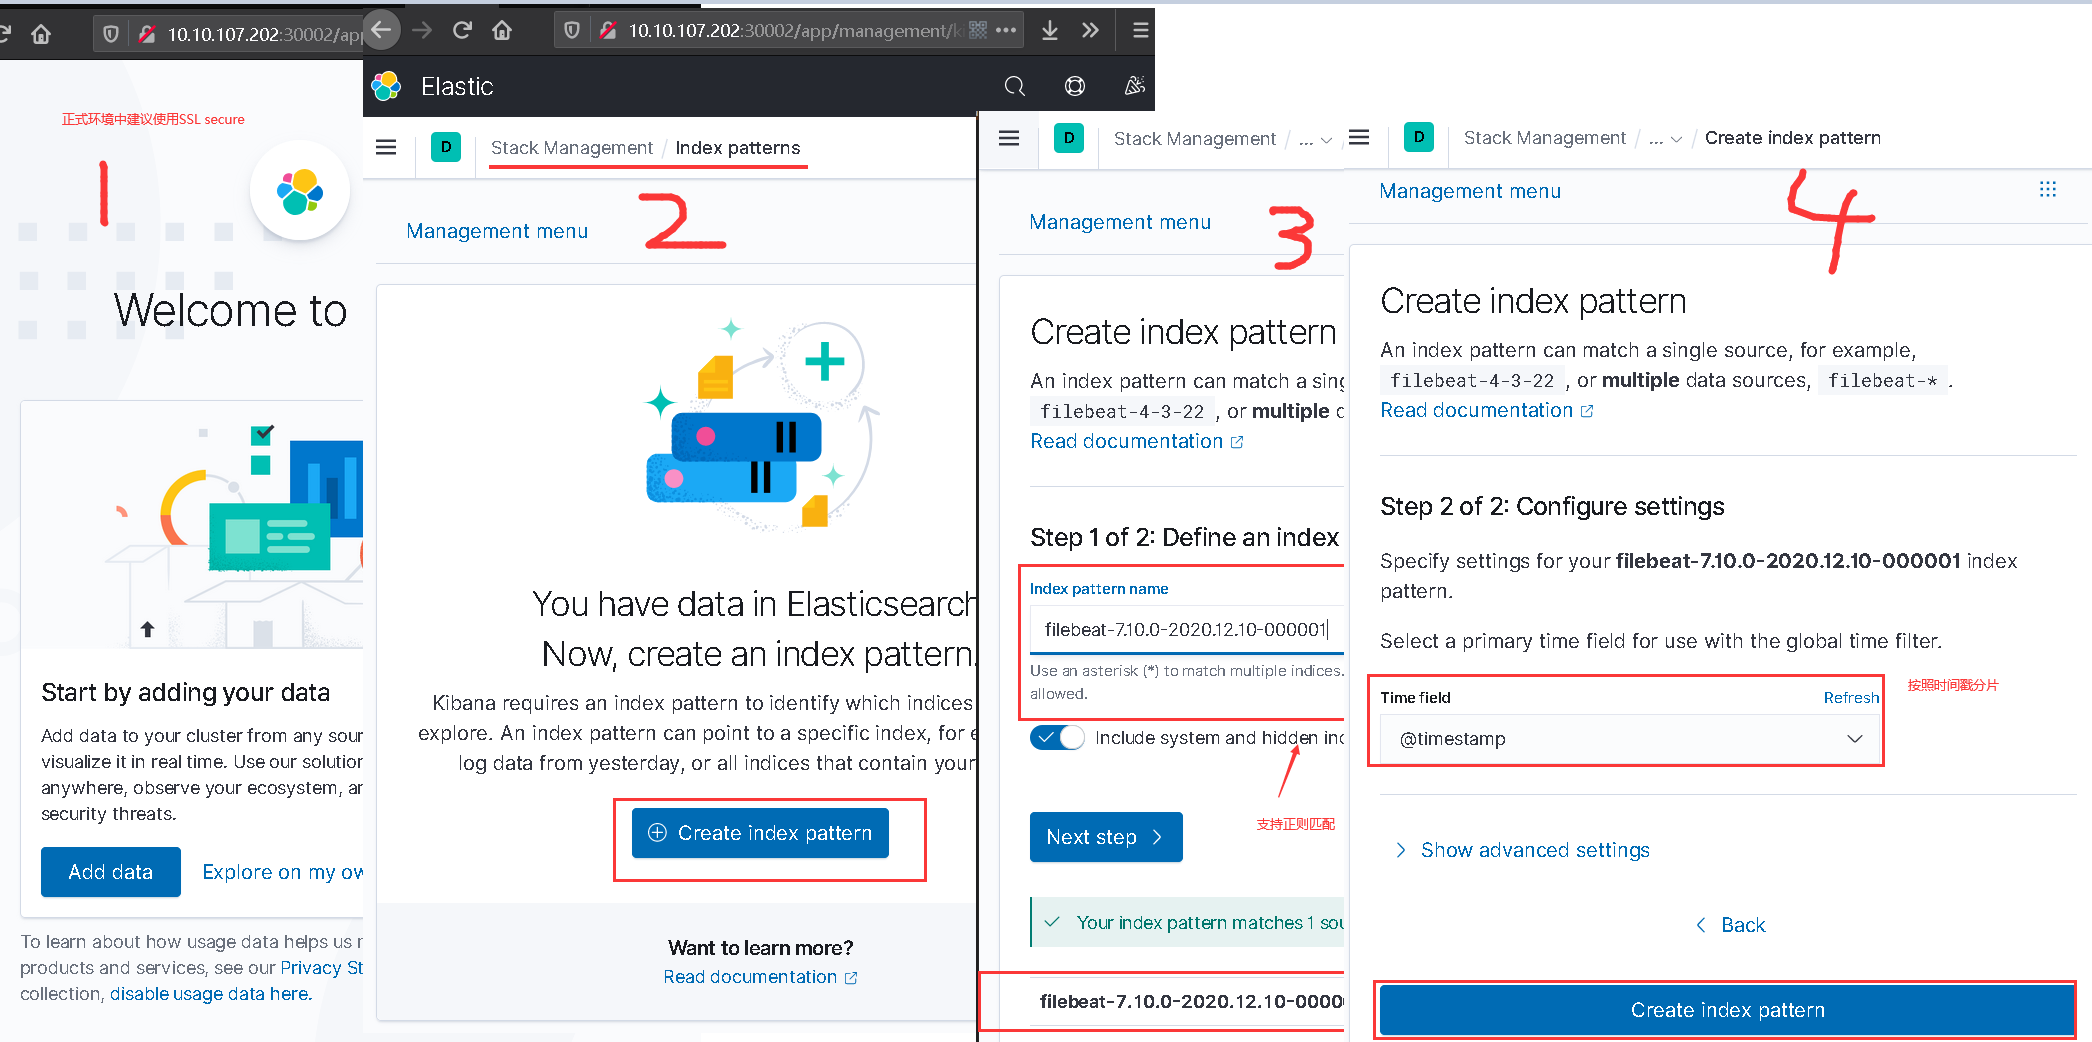 10.10.107.202:30002/app
正式环境中建议使用SSL secure
1
Welcome to
Start by adding your data
Add data to your cluster from any sour
visualize it in real time. Use our solution
anywhere, observe your ecosystem, a
security threats.
Add data
Explore on my ow
To learn about how usage data helps us
products and services, see our Privacy St
collection, disable usage data here.
10.10.107.202:30002/app/management/k
Elastic
D
Stack Management / Index patterns
2
Management menu
You have data in Elasticsearch
Now, create an index pattern.
Kibana requires an index pattern to identify which indices
explore. An index pattern can point to a specific index, for e
log data from yesterday, or all indices that contain your
Create index pattern
Want to learn more?
Read documentation
D
Stack Management / ... /
3
Management menu
Create index pattern
An index pattern can match a sing
filebeat-4-3-22 , or multiple d
Read documentation
Step 1 of 2: Define an index
Index pattern name
filebeat-7.10.0-2020.12.10-000001
Use an asterisk (*) to match multiple indices.
allowed.
Include system and hidden inc
支持正则匹配
Next step
Your index pattern matches 1 sou
filebeat-7.10.0-2020.12.10-0000
D
Stack Management / ... / Create index pattern
4
Management menu
Create index pattern
An index pattern can match a single source, for example,
filebeat-4-3-22 , or multiple data sources, filebeat-* .
Read documentation
Step 2 of 2: Configure settings
Specify settings for your filebeat-7.10.0-2020.12.10-000001 index
pattern.
Select a primary time field for use with the global time filter.
Time field
Refresh
按照时间戳分片
@timestamp
Show advanced settings
Back
Create index pattern